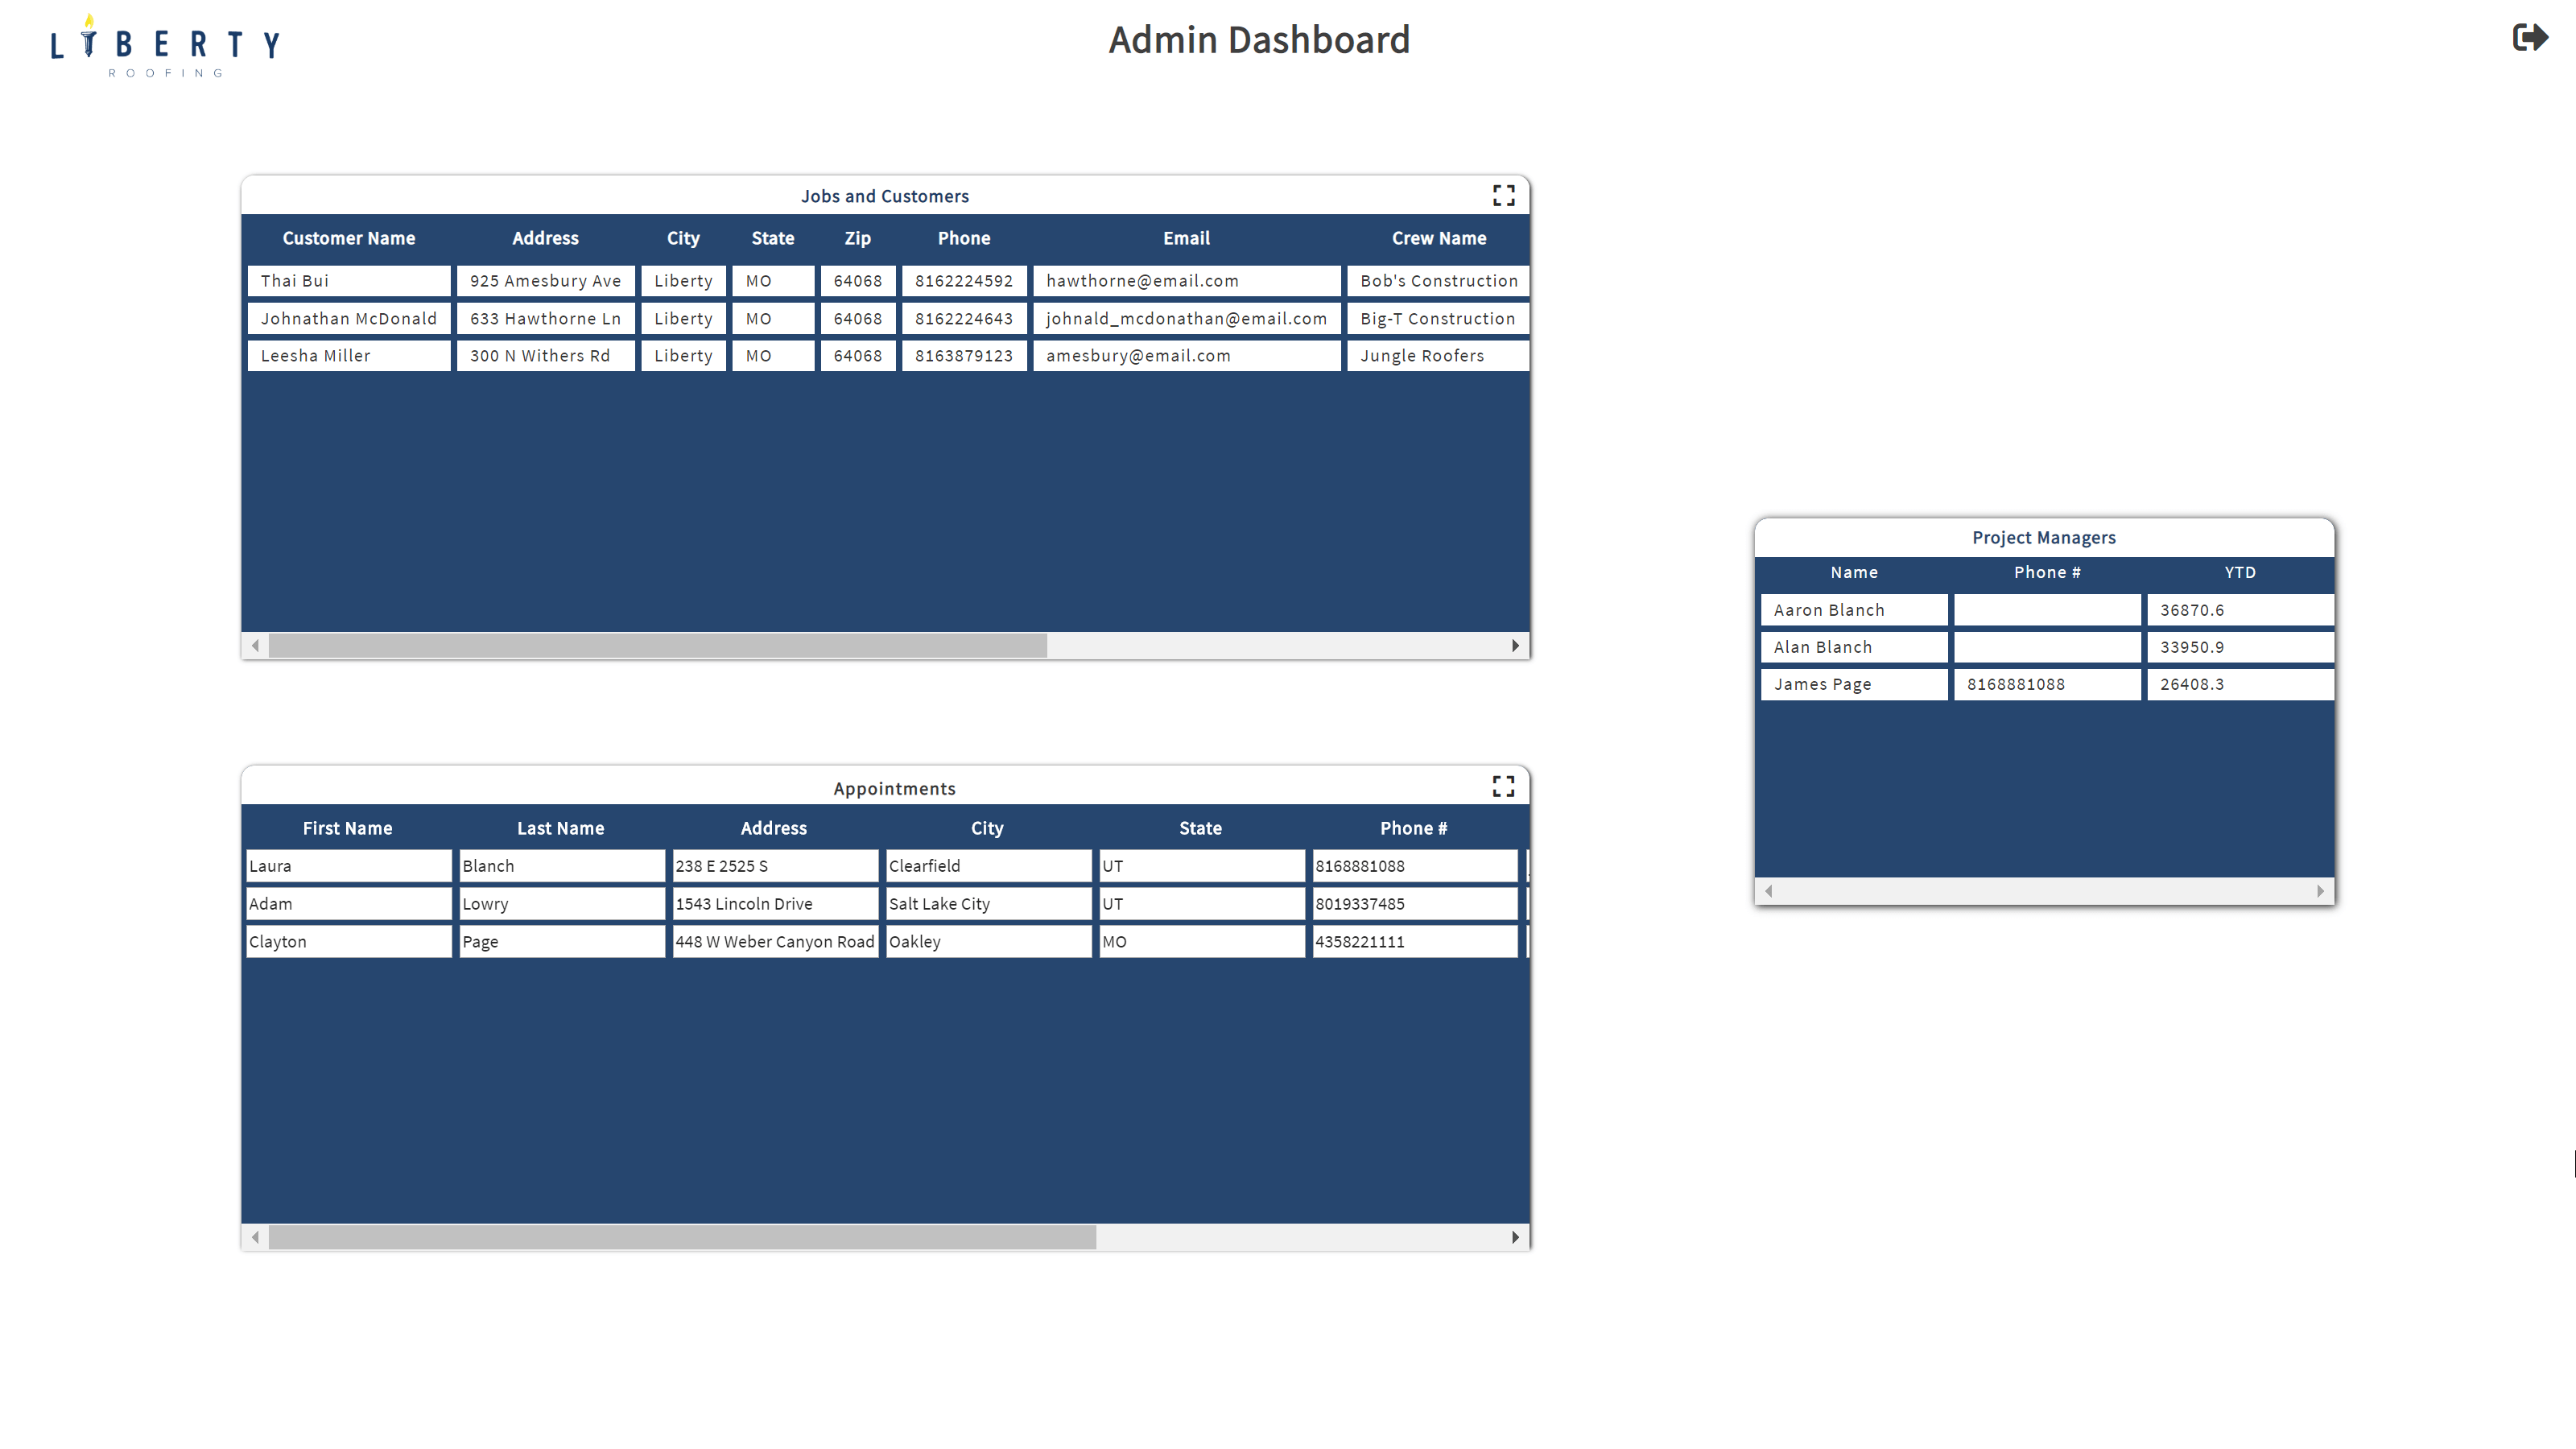 LIBERTY
ROOFING
Admin Dashboard
Jobs and Customers
Customer Name Address City State Zip Phone Email Crew Name
Thai Bui 925 Amesbury Ave Liberty MO 64068 8162224592 hawthorne@email.com Bob's Construction
Johnathan McDonald 633 Hawthorne Ln Liberty MO 64068 8162224643 johnald_mcdonathan@email.com Big-T Construction
Leesha Miller 300 N Withers Rd Liberty MO 64068 8163879123 amesbury@email.com Jungle Roofers
Project Managers
Name Phone # YTD
Aaron Blanch 36870.6
Alan Blanch 33950.9
James Page 8168881088 26408.3
Appointments
First Name Last Name Address City State Phone #
Laura Blanch 238 E 2525 S Clearfield UT 8168881088
Adam Lowry 1543 Lincoln Drive Salt Lake City UT 8019337485
Clayton Page 448 W Weber Canyon Road Oakley MO 4358221111